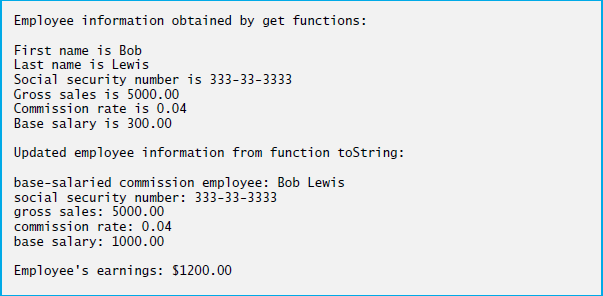 Employee information obtained by get functions:
First name is Bob
Last name is Lewis
Social security number is 333-33-3333
Gross sales is 5000.00
Commission rate is 0.04
Base salary is 300.00
Updated employee information from function toString:
base-salaried commission employee: Bob Lewis
social security number: 333-33-3333
gross sales: 5000.00
commission rate: 0.04
base salary: 1000.00
Employee's earnings: $1200.00